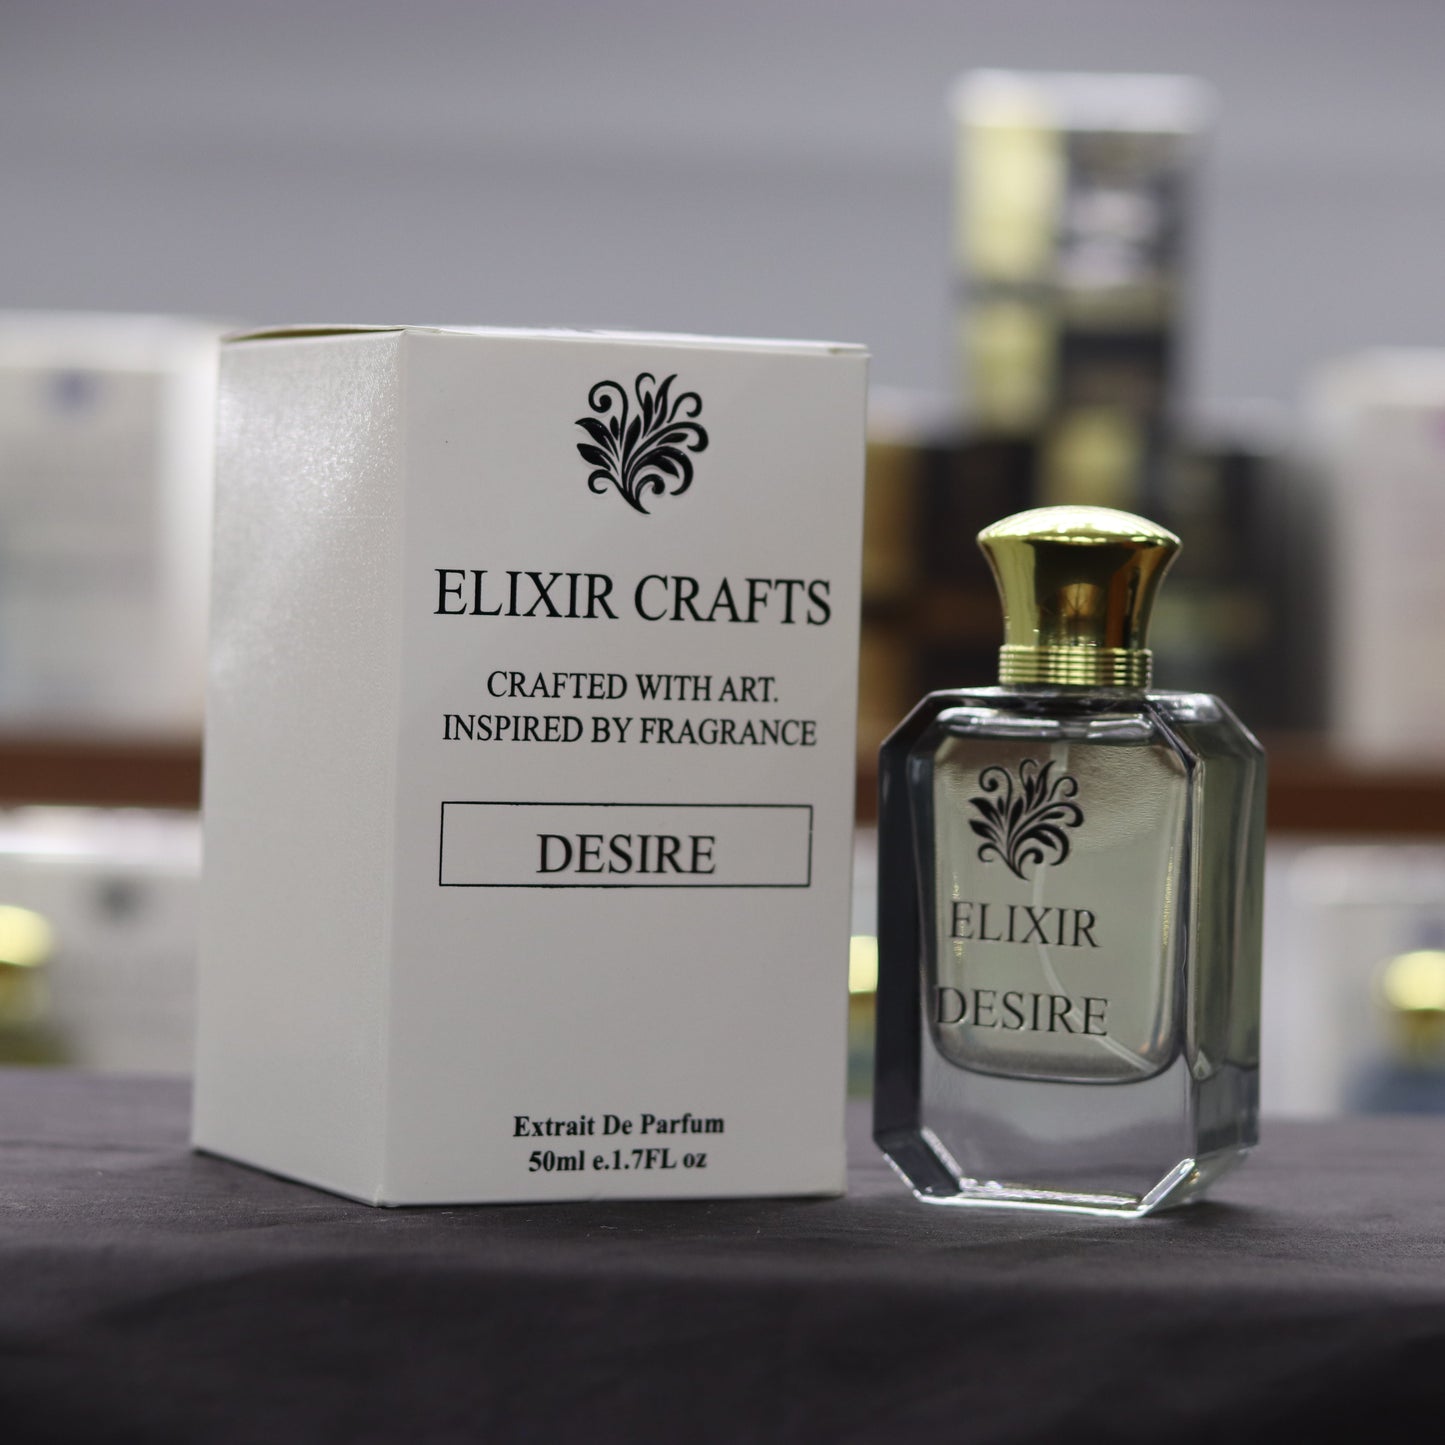 ELIXIR CRAFTS
CRAFTED WITH ART.
INSPIRED BY FRAGRANCE
DESIRE
Extrait De Parfum
50ml e.1.7FL oz
ELIXIR
DESIRE